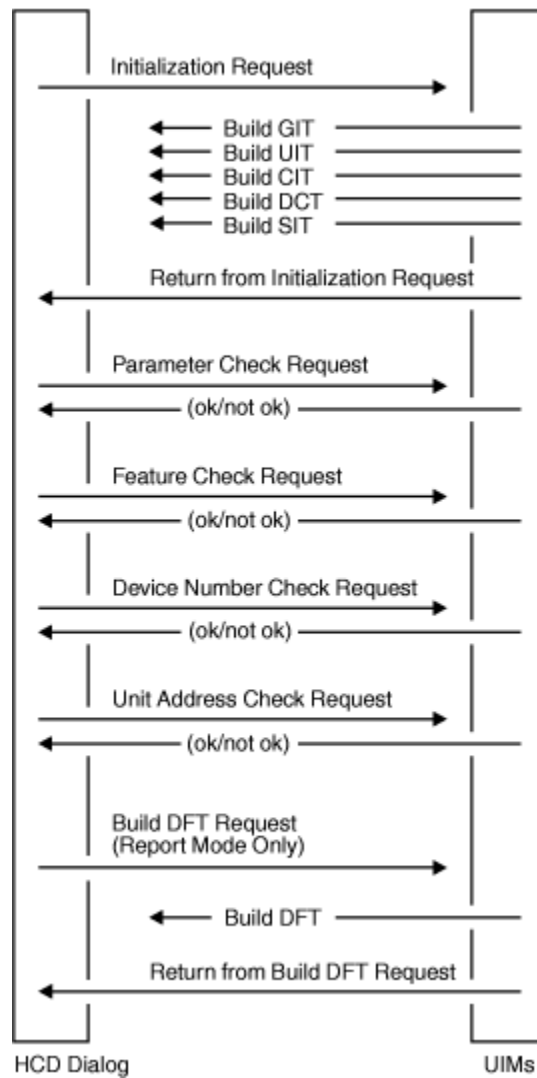 Initialization Request
Build GIT
Build UIT
Build CIT
Build DCT
Build SIT
Return from Initialization Request
Parameter Check Request
(ok/not ok)
Feature Check Request
(ok/not ok)
Device Number Check Request
(ok/not ok)
Unit Address Check Request
(ok/not ok)
Build DFT Request
(Report Mode Only)
Build DFT
Return from Build DFT Request
HCD Dialog
UIMs